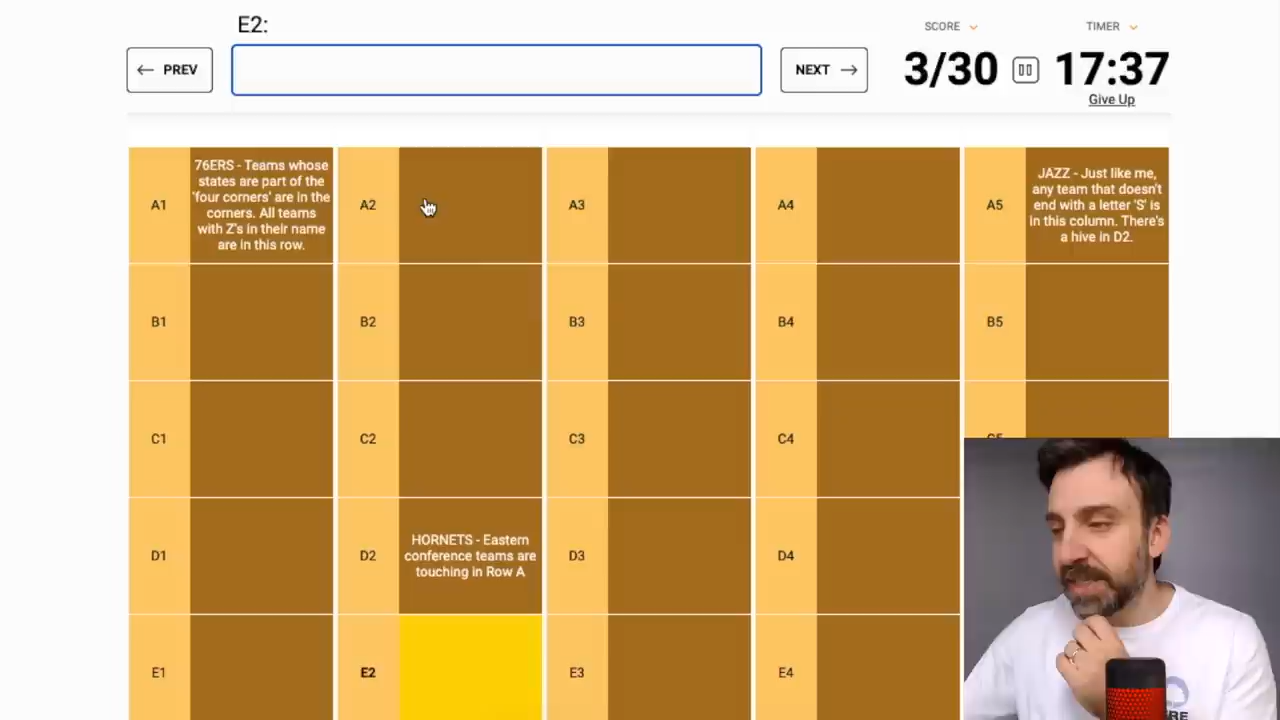 E2:
← PREV
NEXT →
SCORE
3/30
TIMER
17:37
Give Up
A1
76ERS - Teams whose
states are part of the
'four corners' are in the
corners. All teams
with Z's in their name
are in this row.
A2
A3
A4
A5
JAZZ - Just like me,
any team that doesn't
end with a letter 'S' is
in this column. There's
a hive in D2.
B1
B2
B3
B4
B5
C1
C2
C3
C4
C5
D1
D2
HORNETS - Eastern
conference teams are
touching in Row A
D3
D4
E1
E2
E3
E4